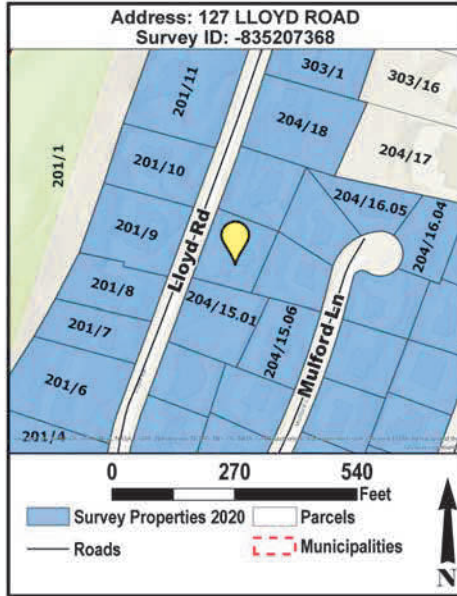 Address: 127 LLOYD ROAD
Survey ID: -835207368
303/1
303/16
201/11
204/18
204/17
201/1
201/10
204/16.05
204/16.04
201/9
Lloyd Rd
201/8
204/15.01
204/15.06
Mulford Ln
201/7
201/6
201/4
0 270 540
Feet
Survey Properties 2020 Parcels
Roads Municipalities
N